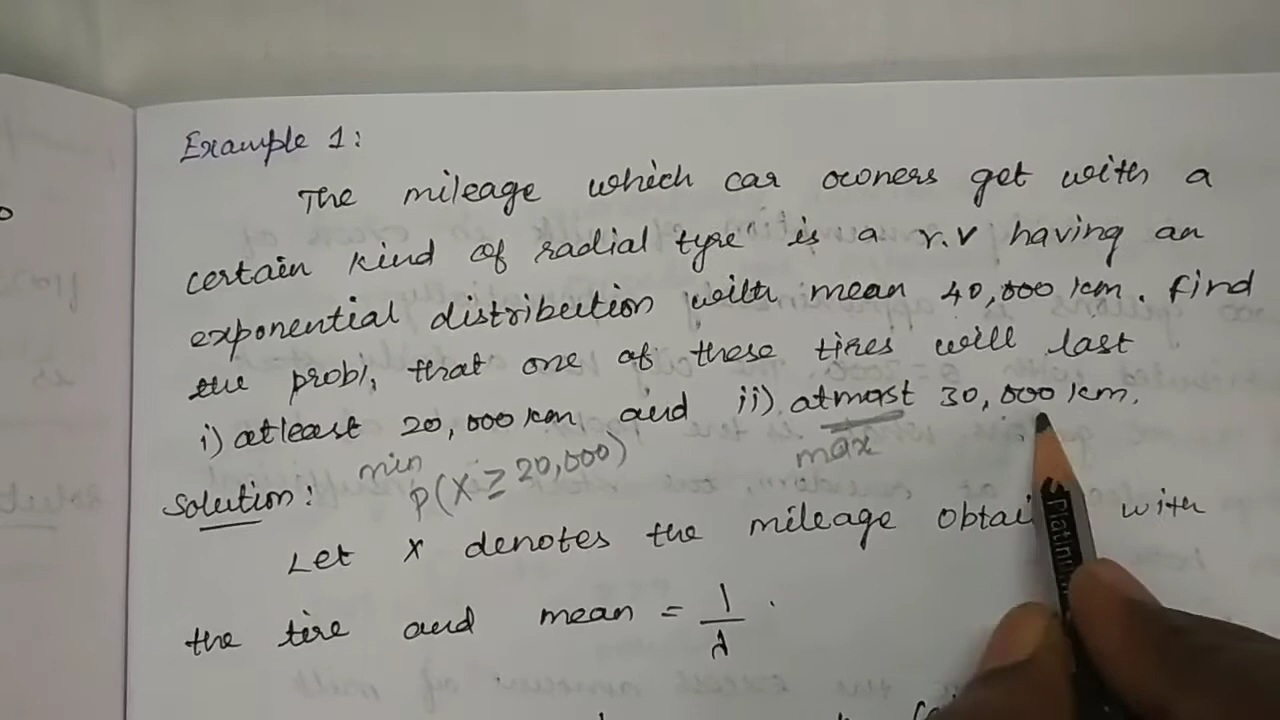 Example 1:
The mileage which car owners get with a
certain kind of radial tyre is a r.v having an
exponential distribution with mean 40,000 km. find
the probl, that one of these tires will last
i) atleast 20,000 km and ii) atmost 30,000 km.
min
max
P(X ≥ 20,000)
Solution:
Let X denotes the mileage obtai with
the tire and mean = 1/λ.
Platinu